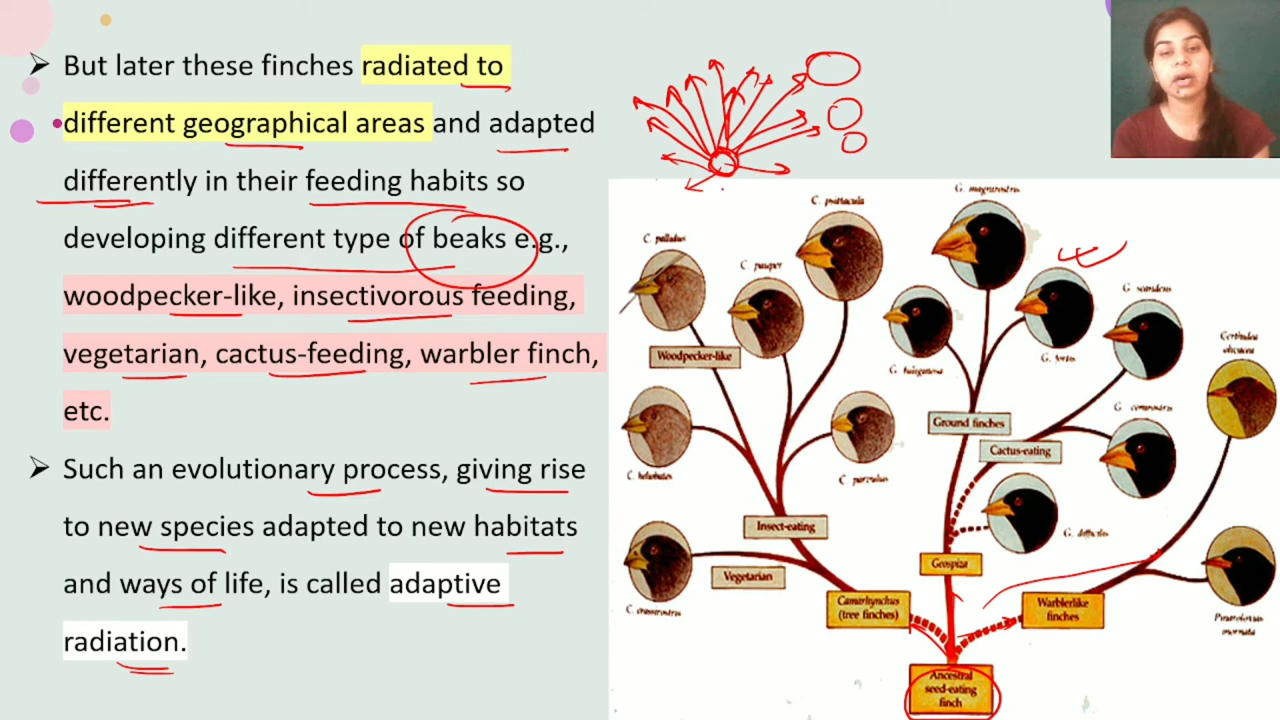 But later these finches radiated to
different geographical areas and adapted
differently in their feeding habits so
developing different type of beaks e.g.,
woodpecker-like, insectivorous feeding,
vegetarian, cactus-feeding, warbler finch,
etc.
Such an evolutionary process, giving rise
to new species adapted to new habitats
and ways of life, is called adaptive
radiation.
G. magnirostris
C. psittacula
C. pallidus
C. pauper
G. scandens
Woodpecker-like
G. fortis
G. fuliginosa
G. conirostris
Ground finches
Cactus-eating
C. heliobates
C. parvulus
Insect-eating
G. difficilis
Geospiza
Vegetarian
C. crassirostris
Camarhynchus
(tree finches)
Warblerlike
finches
Ancestral
seed-eating
finch